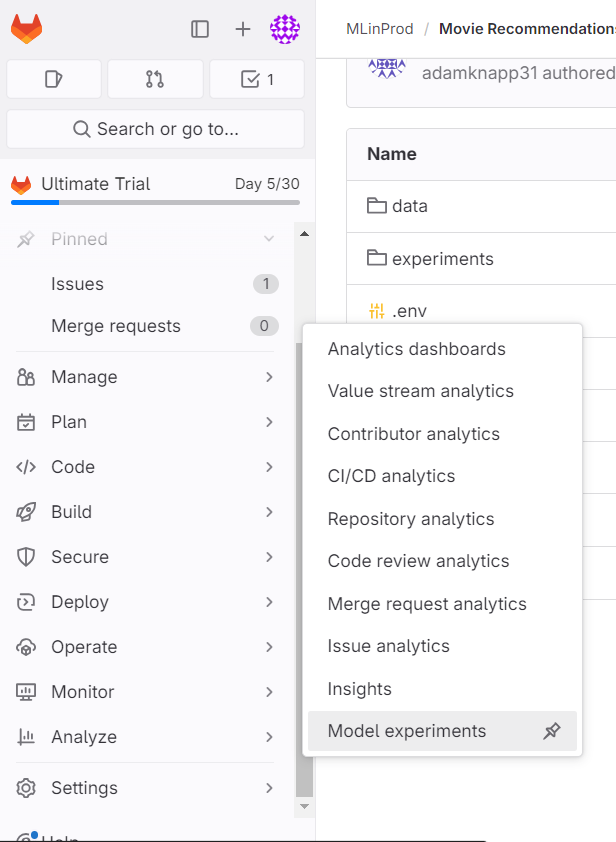 MLinProd / Movie Recommendation
adamknapp31 authored
1
Search or go to...
Ultimate Trial Day 5/30
Pinned
Issues 1
Merge requests 0
Manage
Plan
Code
Build
Secure
Deploy
Operate
Monitor
Analyze
Settings
Help
Name
data
experiments
.env
Analytics dashboards
Value stream analytics
Contributor analytics
CI/CD analytics
Repository analytics
Code review analytics
Merge request analytics
Issue analytics
Insights
Model experiments